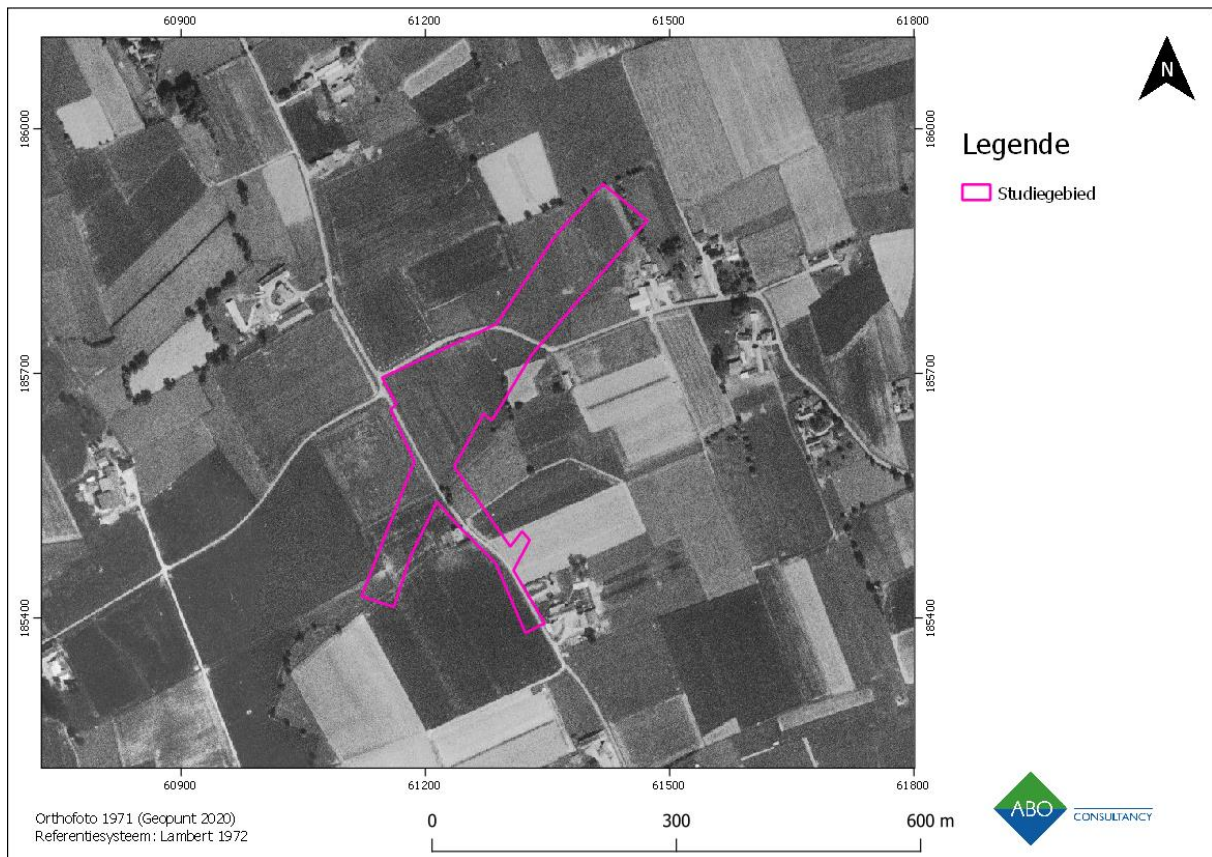 60900 61200 61500 61800
186000 186000
185700 185700
185400 185400
60900 61200 61500 61800
N
Legende
Studiegebied
Orthofoto 1971 (Geopunt 2020)
Referentiesysteem: Lambert 1972
0 300 600 m
ABO CONSULTANCY